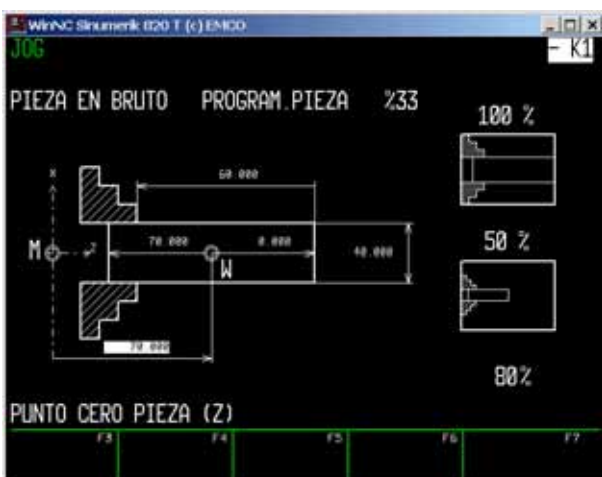 WinNC Sinumerik 820 T (c) EMCO
JOG
- K1
PIEZA EN BRUTO PROGRAM.PIEZA %33
100 %
X
60.000
M
Z
70.000
0.000
40.000
W
50 %
70.000
80%
PUNTO CERO PIEZA (Z)
F3 F4 F5 F6 F7